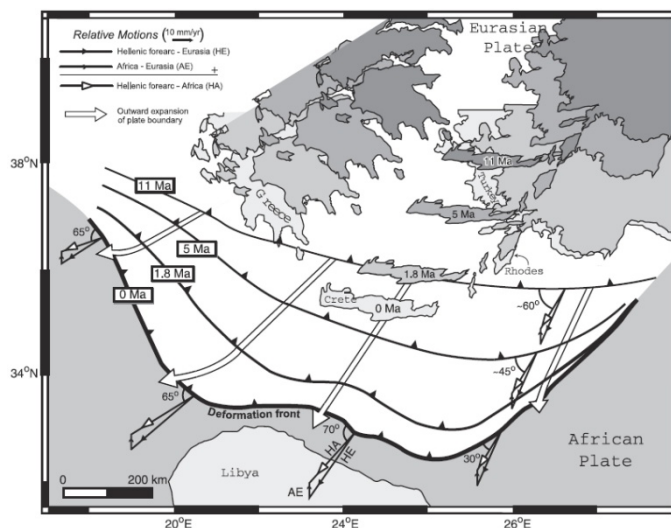 Relative Motions (10 mm/yr)
Hellenic forearc - Eurasia (HE)
Africa - Eurasia (AE)
+
Hellenic forearc - Africa (HA)
Outward expansion
of plate boundary
Eurasian
Plate
38°N
11 Ma
11 Ma
Greece
Turkey
5 Ma
5 Ma
65°
1.8 Ma
1.8 Ma
Rhodes
0 Ma
Crete
0 Ma
~60°
34°N
~45°
65°
Deformation front
70°
30°
African
Plate
HA
HE
Libya
AE
0
200 km
20°E
24°E
26°E